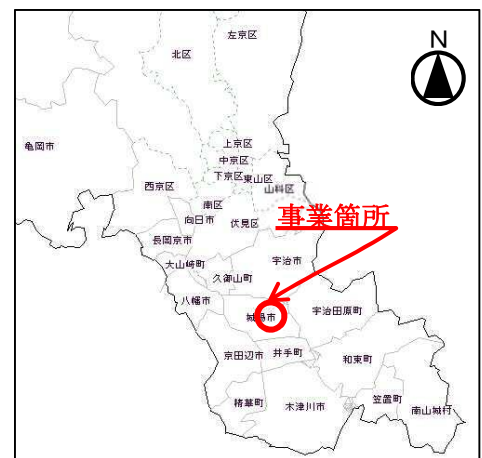 左京区
N
北区
上京区
亀岡市
中京区
下京区
東山区
西京区
山科区
南区
向日市
伏見区
事業箇所
長岡京市
大山崎町
宇治市
久御山町
八幡市
城陽市
宇治田原町
京田辺市
井手町
和東町
精華町
木津川市
笠置町
南山城村